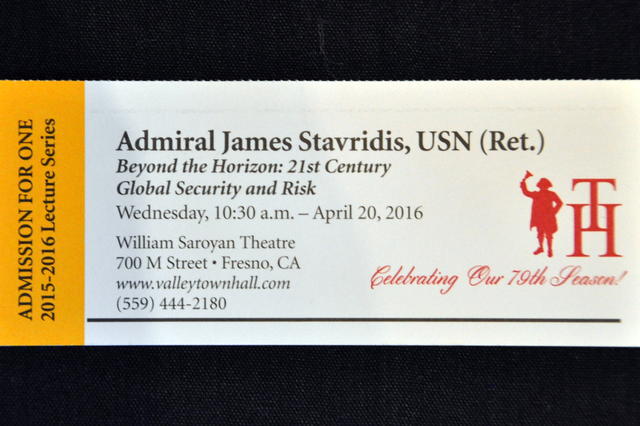 ADMISSION FOR ONE
2015-2016 Lecture Series
Admiral James Stavridis, USN (Ret.)
Beyond the Horizon: 21st Century
Global Security and Risk
Wednesday, 10:30 a.m. – April 20, 2016
William Saroyan Theatre
700 M Street • Fresno, CA
www.valleytownhall.com
(559) 444-2180
TH
Celebrating Our 79th Season!